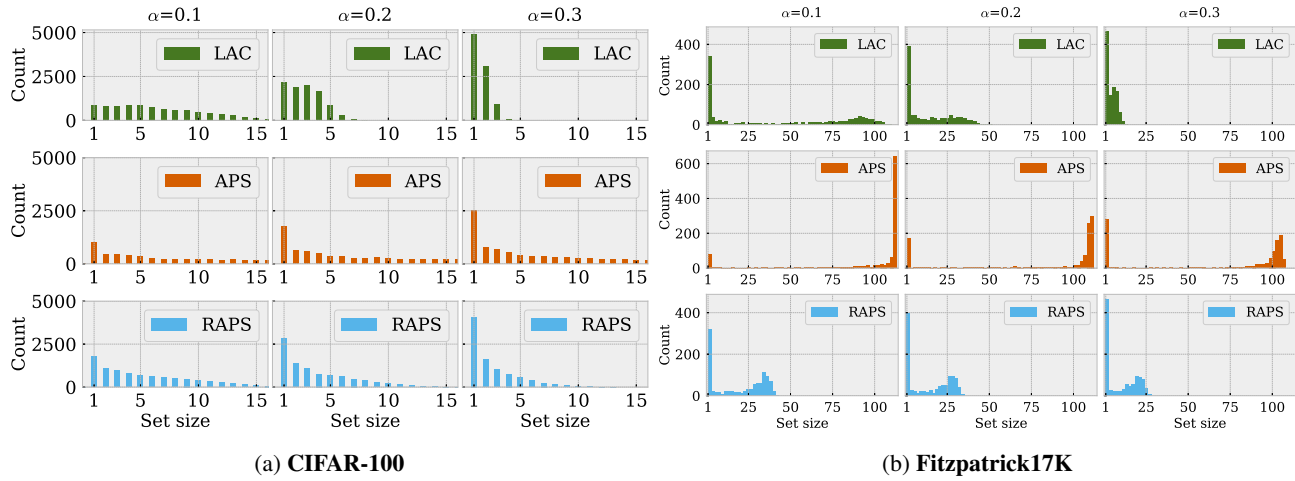 α=0.1 α=0.2 α=0.3
5000 LAC LAC LAC
Count
2500
0
1 5 10 15 1 5 10 15 1 5 10 15
5000 APS APS APS
Count
2500
0
1 5 10 15 1 5 10 15 1 5 10 15
5000 RAPS RAPS RAPS
Count
2500
0
1 5 10 15 1 5 10 15 1 5 10 15
Set size Set size Set size
(a) CIFAR-100
α=0.1 α=0.2 α=0.3
400 LAC LAC LAC
Count
200
0
1 25 50 75 100 1 25 50 75 100 1 25 50 75 100
600 APS APS APS
Count
400
200
0
1 25 50 75 100 1 25 50 75 100 1 25 50 75 100
400 RAPS RAPS RAPS
Count
200
0
1 25 50 75 100 1 25 50 75 100 1 25 50 75 100
Set size Set size Set size
(b) Fitzpatrick17K